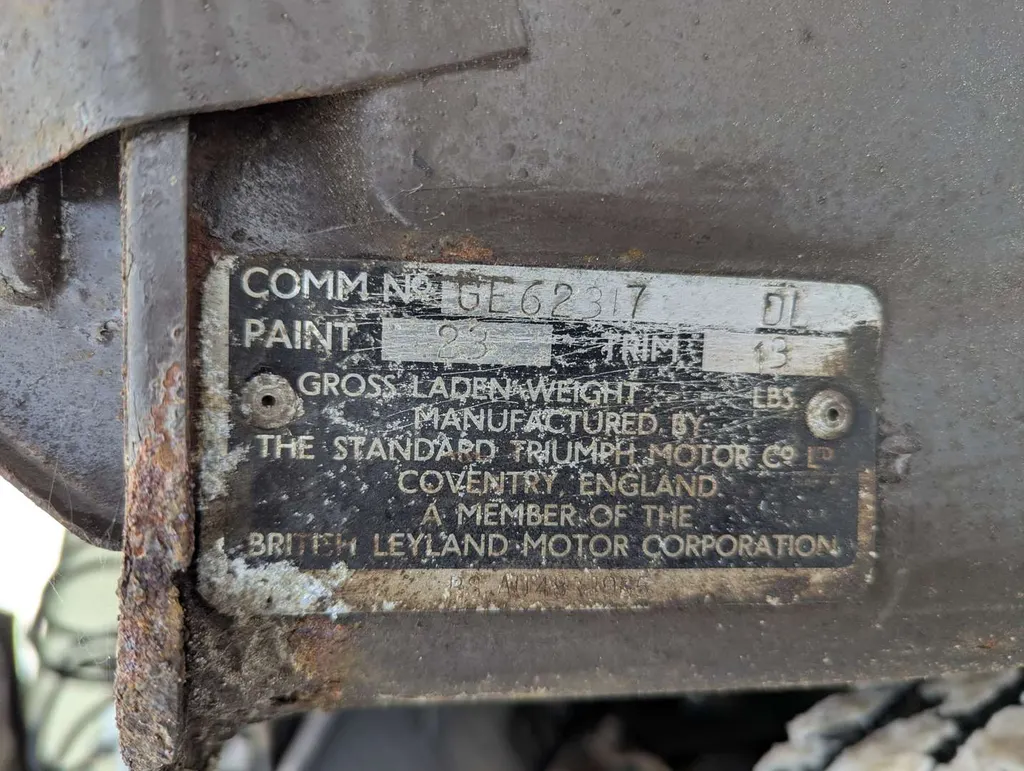 COMM Nº GE62317 DL
PAINT 23 TRIM 13
GROSS LADEN WEIGHT LBS
MANUFACTURED BY
THE STANDARD TRIUMPH MOTOR Cº Lº
COVENTRY ENGLAND
A MEMBER OF THE
BRITISH LEYLAND MOTOR CORPORATION